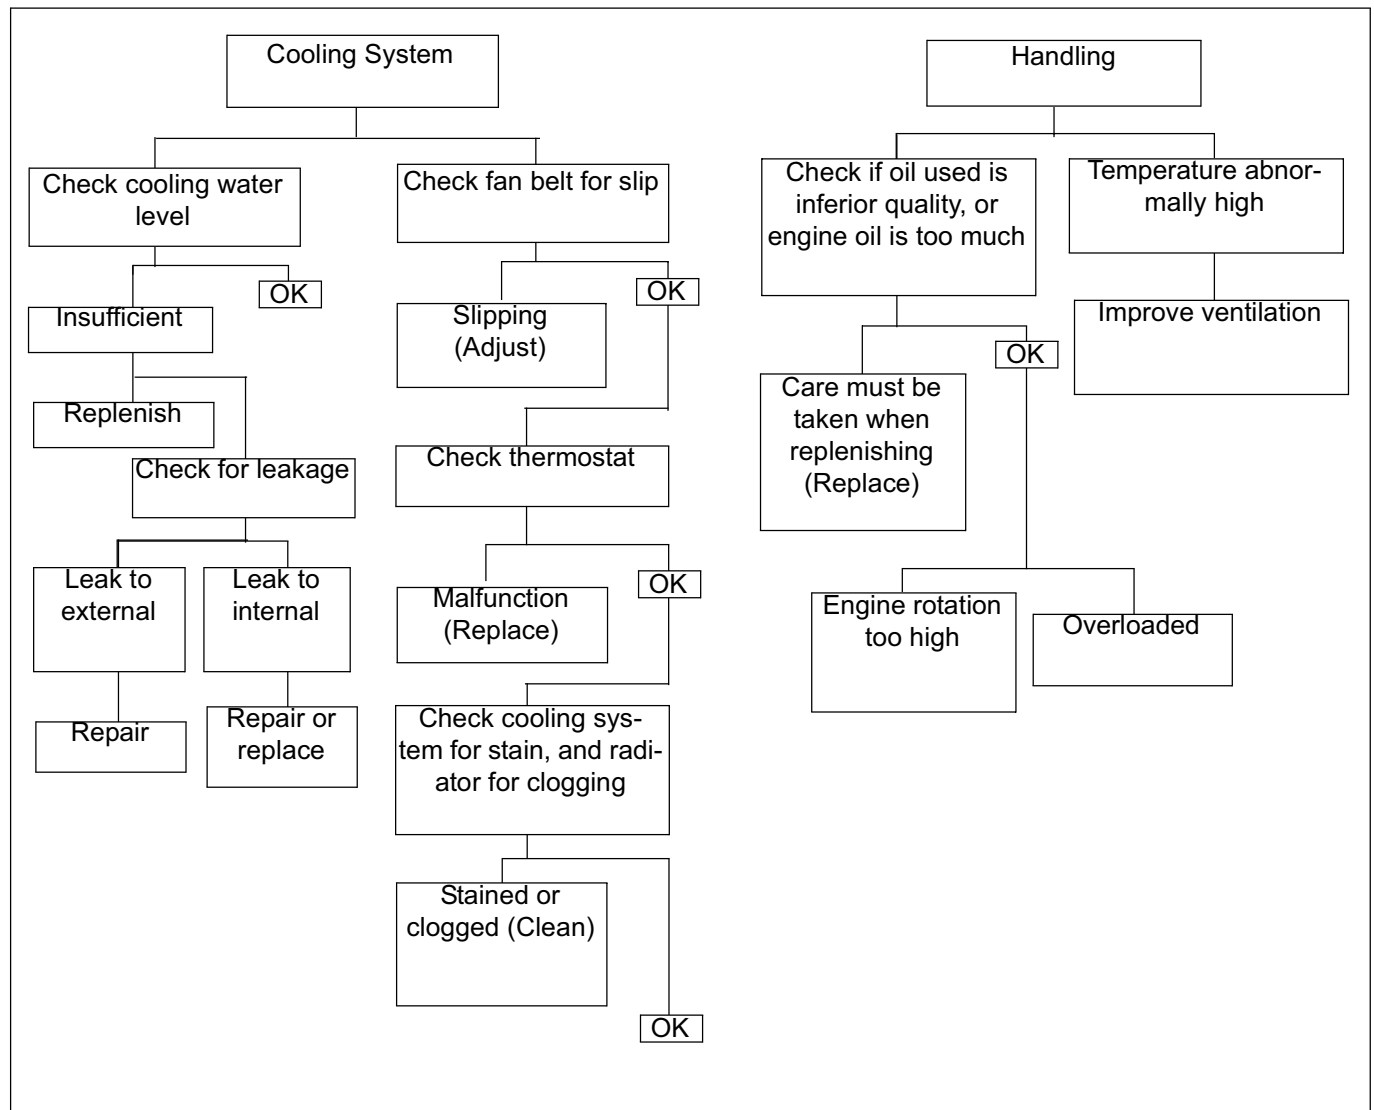 Cooling System
Check cooling water
level
OK
Insufficient
Replenish
Check for leakage
Leak to
external
Leak to
internal
Repair
Repair or
replace
Check fan belt for slip
OK
Slipping
(Adjust)
Check thermostat
OK
Malfunction
(Replace)
Check cooling sys-
tem for stain, and radi-
ator for clogging
Stained or
clogged (Clean)
OK
Handling
Check if oil used is
inferior quality, or
engine oil is too much
OK
Care must be
taken when
replenishing
(Replace)
Engine rotation
too high
Overloaded
Temperature abnor-
mally high
Improve ventilation